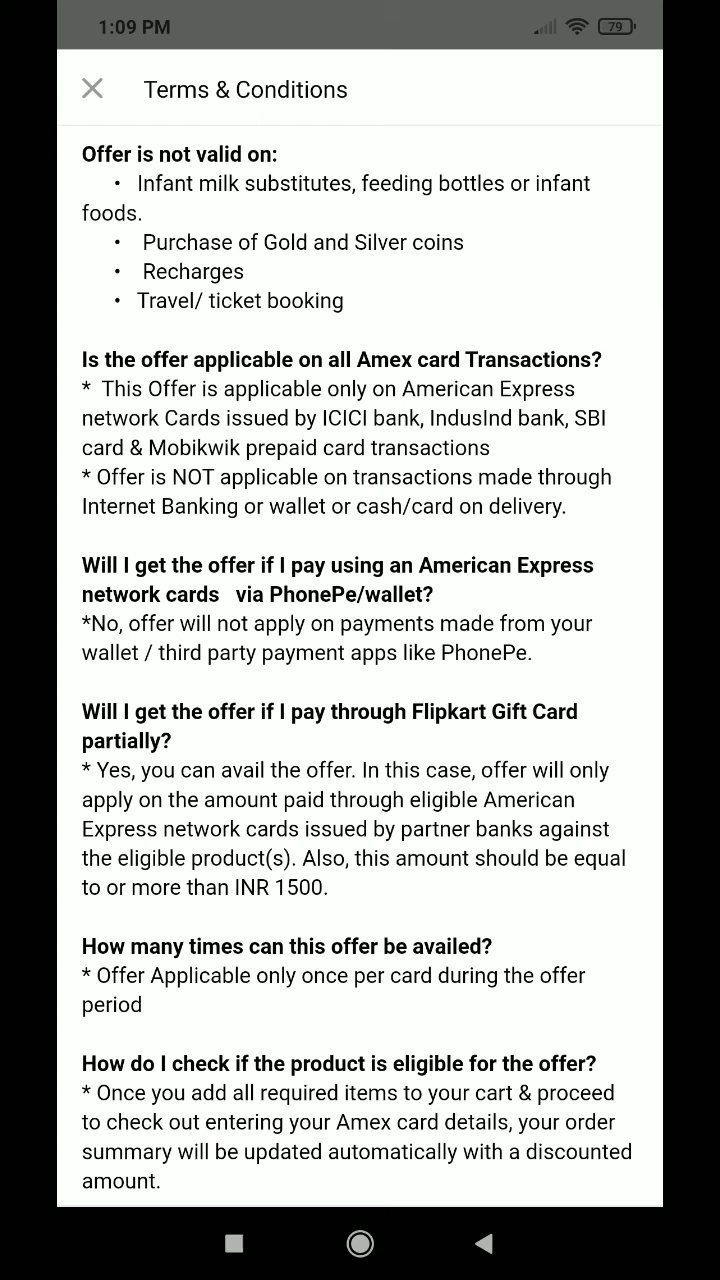 1:09 PM
79
Terms & Conditions
Offer is not valid on:
• Infant milk substitutes, feeding bottles or infant
foods.
• Purchase of Gold and Silver coins
• Recharges
• Travel/ ticket booking
Is the offer applicable on all Amex card Transactions?
* This Offer is applicable only on American Express
network Cards issued by ICICI bank, IndusInd bank, SBI
card & Mobikwik prepaid card transactions
* Offer is NOT applicable on transactions made through
Internet Banking or wallet or cash/card on delivery.
Will I get the offer if I pay using an American Express
network cards   via PhonePe/wallet?
*No, offer will not apply on payments made from your
wallet / third party payment apps like PhonePe.
Will I get the offer if I pay through Flipkart Gift Card
partially?
* Yes, you can avail the offer. In this case, offer will only
apply on the amount paid through eligible American
Express network cards issued by partner banks against
the eligible product(s). Also, this amount should be equal
to or more than INR 1500.
How many times can this offer be availed?
* Offer Applicable only once per card during the offer
period
How do I check if the product is eligible for the offer?
* Once you add all required items to your cart & proceed
to check out entering your Amex card details, your order
summary will be updated automatically with a discounted
amount.